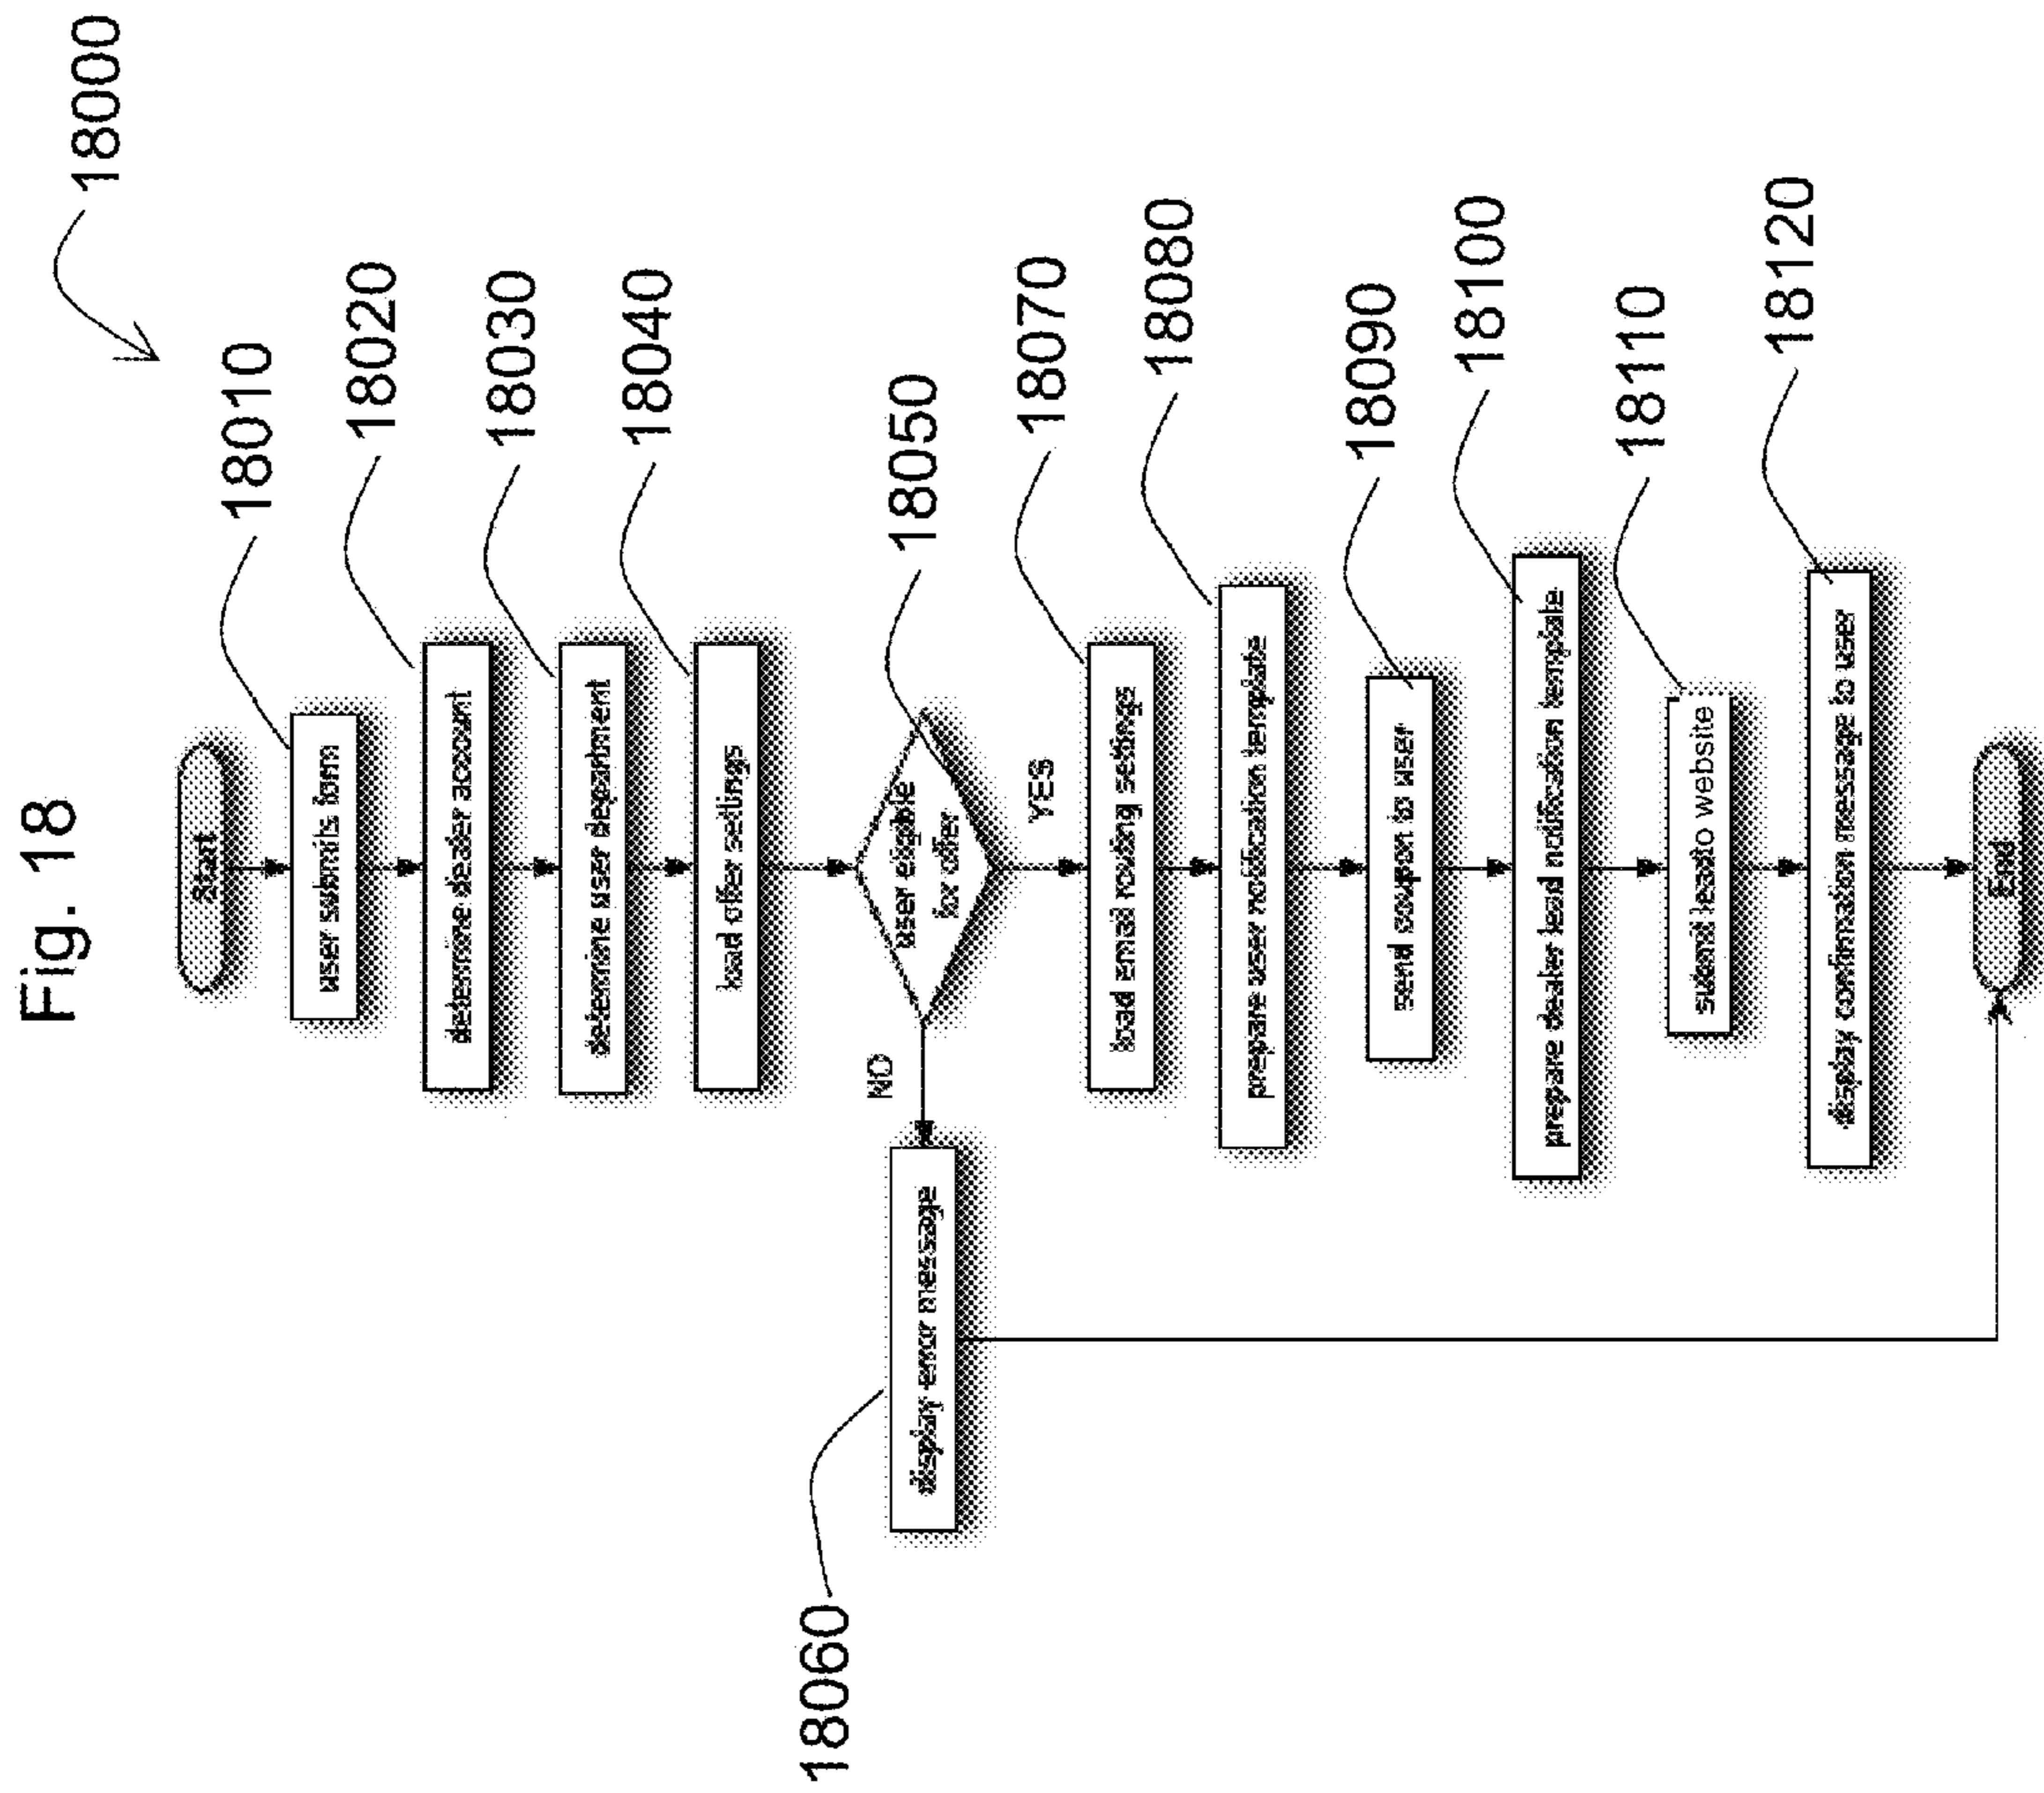 Fig. 18
18000
Start
user submits form
18010
determine dealer account
18020
determine user department
18030
load offer settings
18040
user eligible
for offer
18050
NO
YES
display error message
18060
load email routing settings
18070
prepare user notification template
18080
send coupon to user
18090
prepare dealer lead notification template
18100
submit lead to website
18110
display confirmation message to user
18120
End